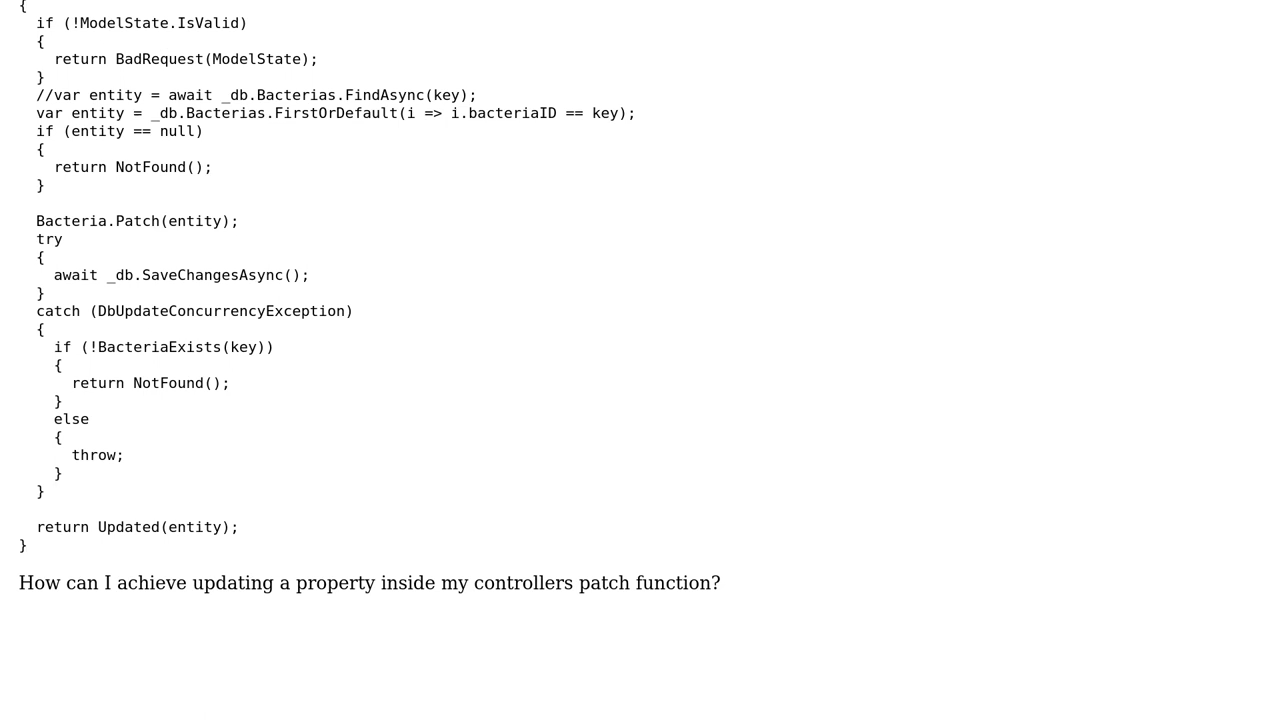 {
  if (!ModelState.IsValid)
  {
    return BadRequest(ModelState);
  }
  //var entity = await _db.Bacterias.FindAsync(key);
  var entity = _db.Bacterias.FirstOrDefault(i => i.bacteriaID == key);
  if (entity == null)
  {
    return NotFound();
  }

  Bacteria.Patch(entity);
  try
  {
    await _db.SaveChangesAsync();
  }
  catch (DbUpdateConcurrencyException)
  {
    if (!BacteriaExists(key))
    {
      return NotFound();
    }
    else
    {
      throw;
    }
  }

  return Updated(entity);
}
How can I achieve updating a property inside my controllers patch function?